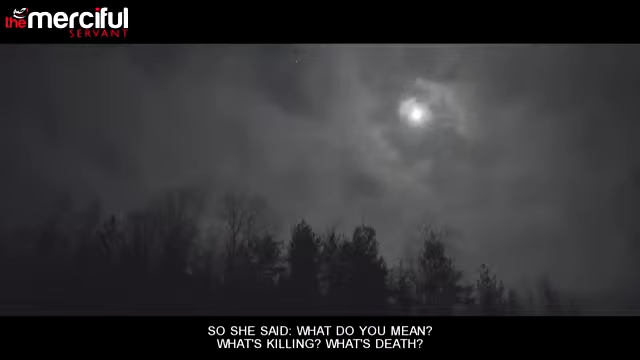 the merciful
SERVANT
SO SHE SAID: WHAT DO YOU MEAN?
WHAT'S KILLING? WHAT'S DEATH?